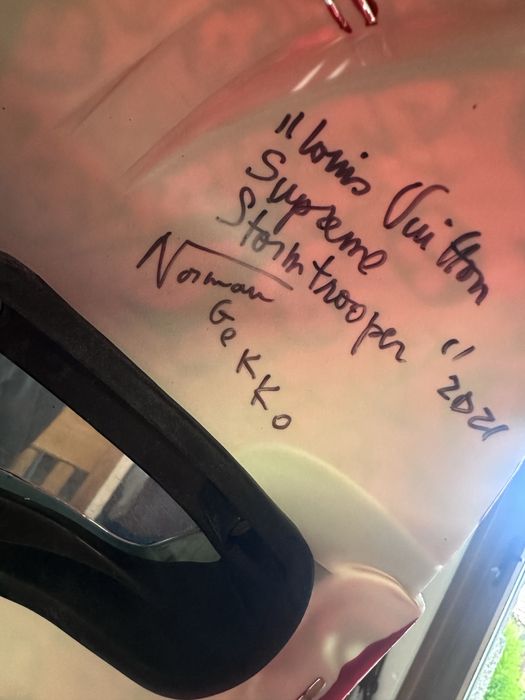 "Louis Vuitton
Supreme
Stormtrooper" 2021
Norman
GeKKo